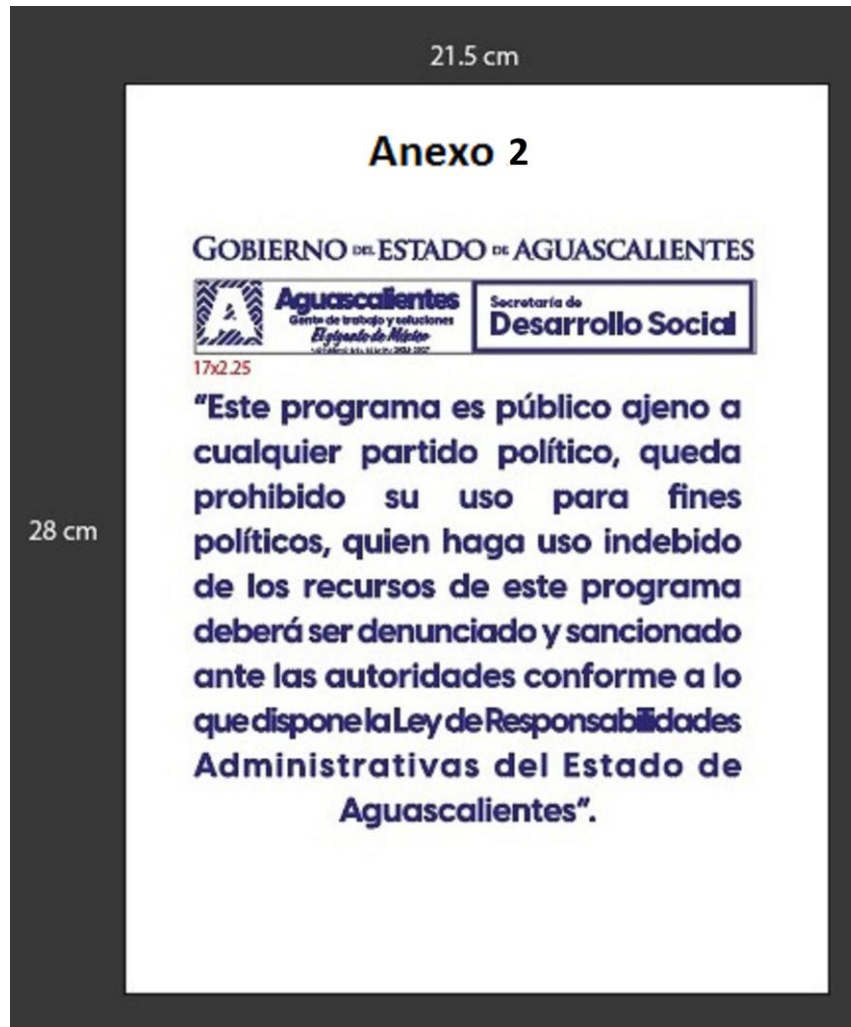 21.5 cm
Anexo 2
GOBIERNO DEL ESTADO DE AGUASCALIENTES
A
Aguascalientes
Gente de trabajo y soluciones
El gigante de México
Secretaría de
Desarrollo Social
17x2.25
28 cm
“Este programa es público ajeno a
cualquier partido político, queda
prohibido su uso para fines
políticos, quien haga uso indebido
de los recursos de este programa
deberá ser denunciado y sancionado
ante las autoridades conforme a lo
que dispone la Ley de Responsabilidades
Administrativas del Estado de
Aguascalientes”.